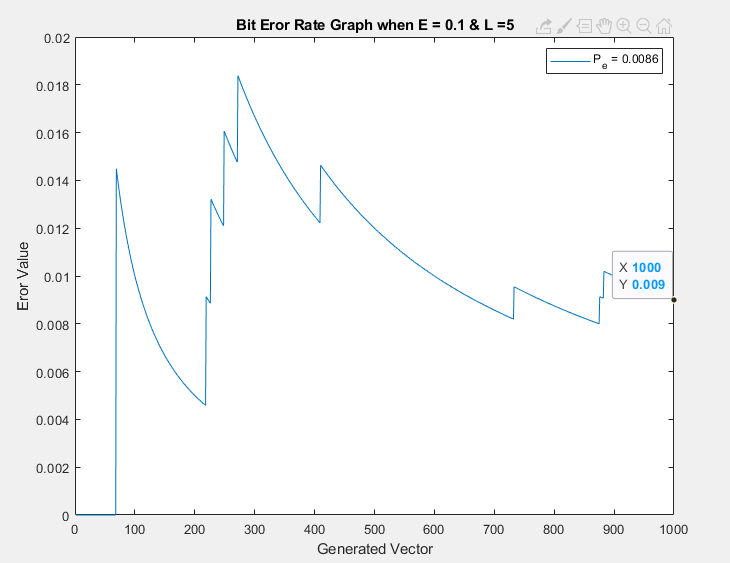 Bit Eror Rate Graph when E = 0.1 & L =5
0.02
0.018
0.016
0.014
0.012
0.01
0.008
0.006
0.004
0.002
0
Eror Value
P_e = 0.0086
X 1000
Y 0.009
0 100 200 300 400 500 600 700 800 900 1000
Generated Vector